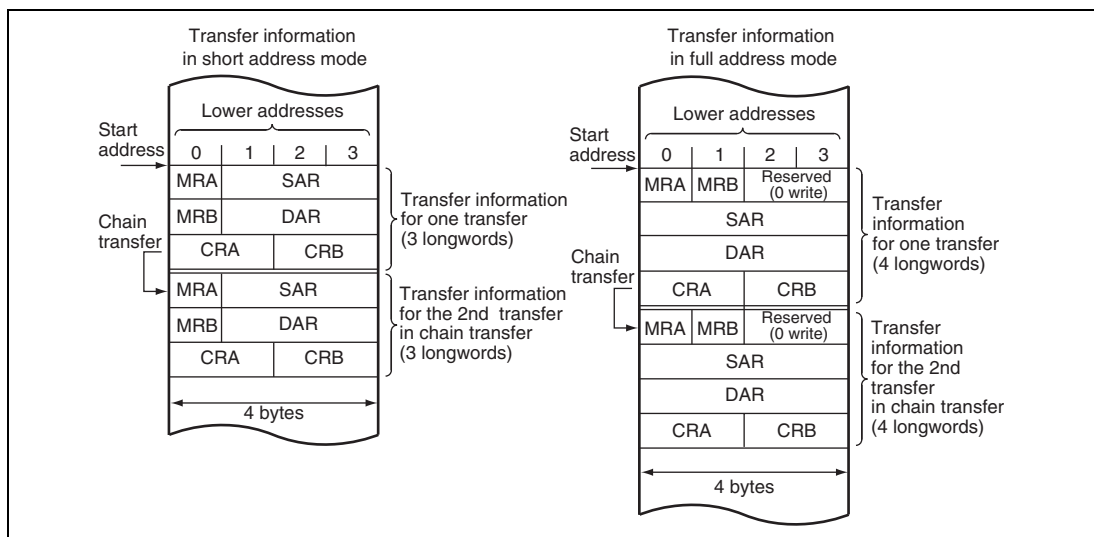 Transfer information
in short address mode
Lower addresses
Start
address
0 1 2 3
MRA SAR
MRB DAR
CRA CRB
Transfer information
for one transfer
(3 longwords)
Chain
transfer
MRA SAR
MRB DAR
CRA CRB
Transfer information
for the 2nd transfer
in chain transfer
(3 longwords)
4 bytes
Transfer information
in full address mode
Lower addresses
Start
address
0 1 2 3
MRA MRB Reserved
(0 write)
SAR
DAR
CRA CRB
Transfer
information
for one transfer
(4 longwords)
Chain
transfer
MRA MRB Reserved
(0 write)
SAR
DAR
CRA CRB
Transfer
information
for the 2nd
transfer
in chain transfer
(4 longwords)
4 bytes